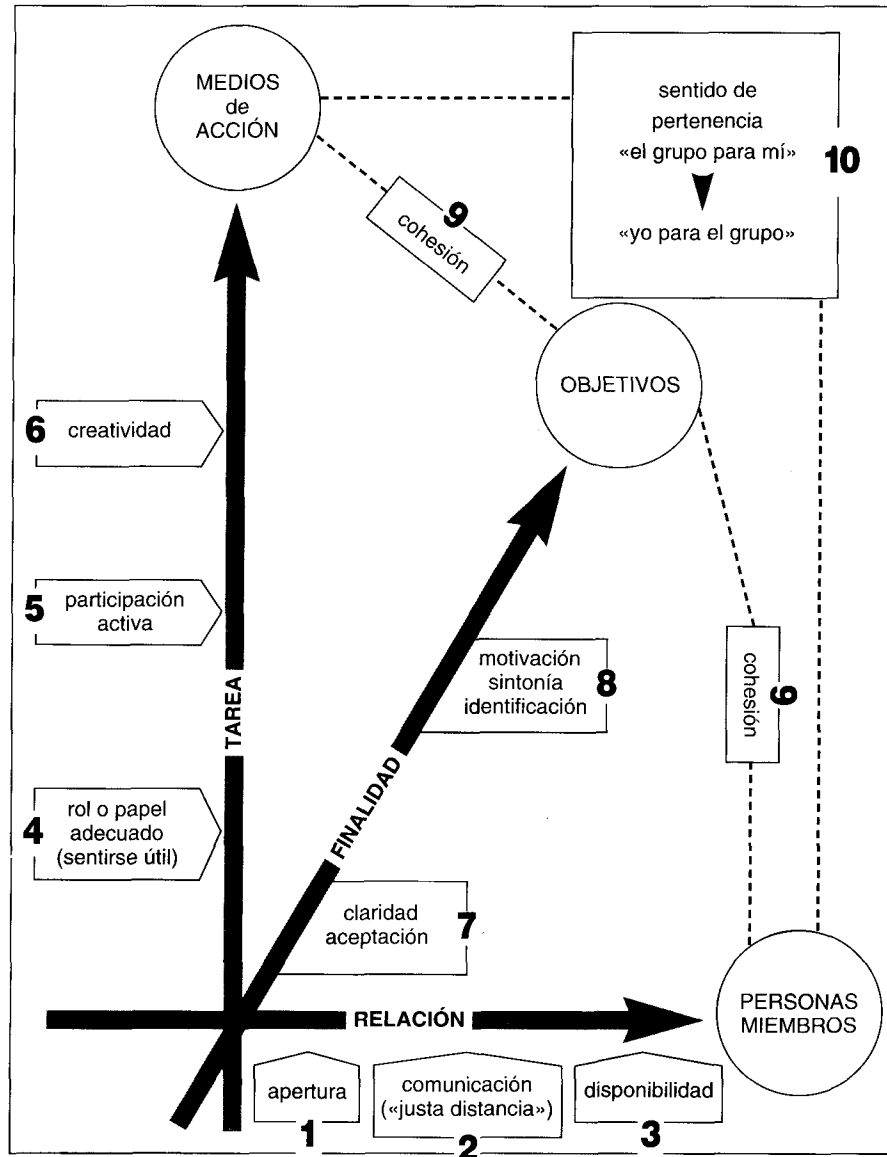 MEDIOS
de
ACCIÓN
sentido de
pertenencia
«el grupo para mí»
10
«yo para el grupo»
9
cohesión
OBJETIVOS
6 creatividad
5 participación
activa
motivación
sintonía
identificación
8
cohesión
9
TAREA
FINALIDAD
4 rol o papel
adecuado
(sentirse útil)
claridad
aceptación
7
RELACIÓN
PERSONAS
MIEMBROS
apertura
1
comunicación
(«justa distancia»)
2
disponibilidad
3